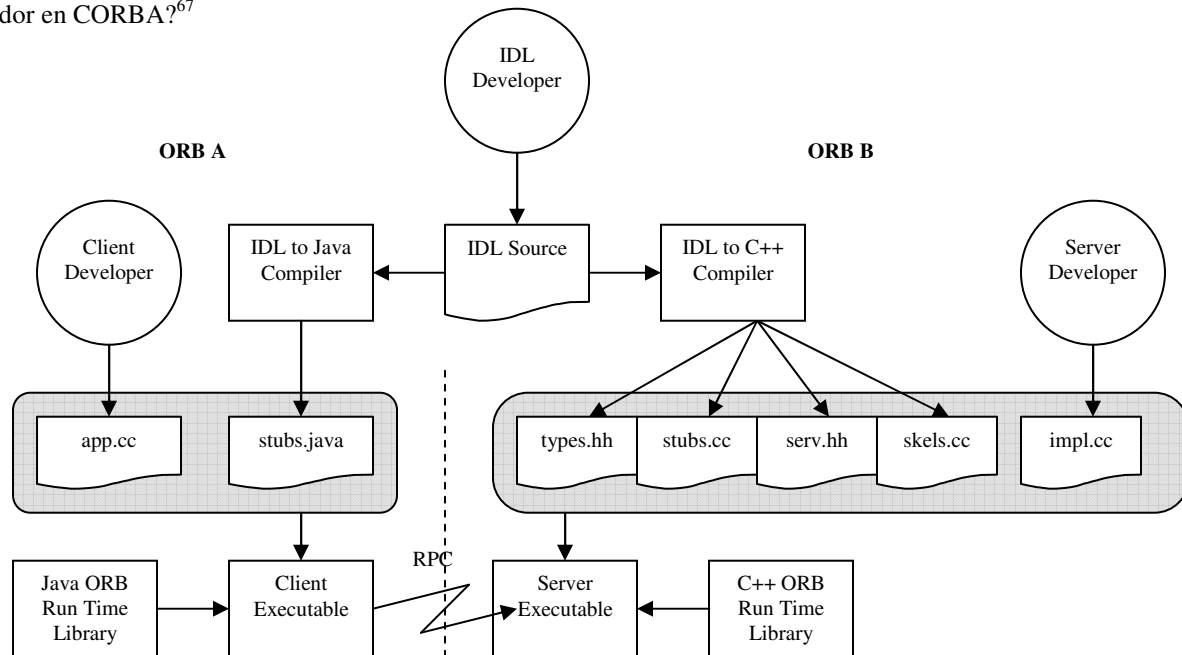 dor en CORBA?67
IDL
Developer
ORB A
ORB B
Client
Developer
IDL to Java
Compiler
IDL Source
IDL to C++
Compiler
Server
Developer
app.cc
stubs.java
types.hh
stubs.cc
serv.hh
skels.cc
impl.cc
RPC
Java ORB
Run Time
Library
Client
Executable
Server
Executable
C++ ORB
Run Time
Library